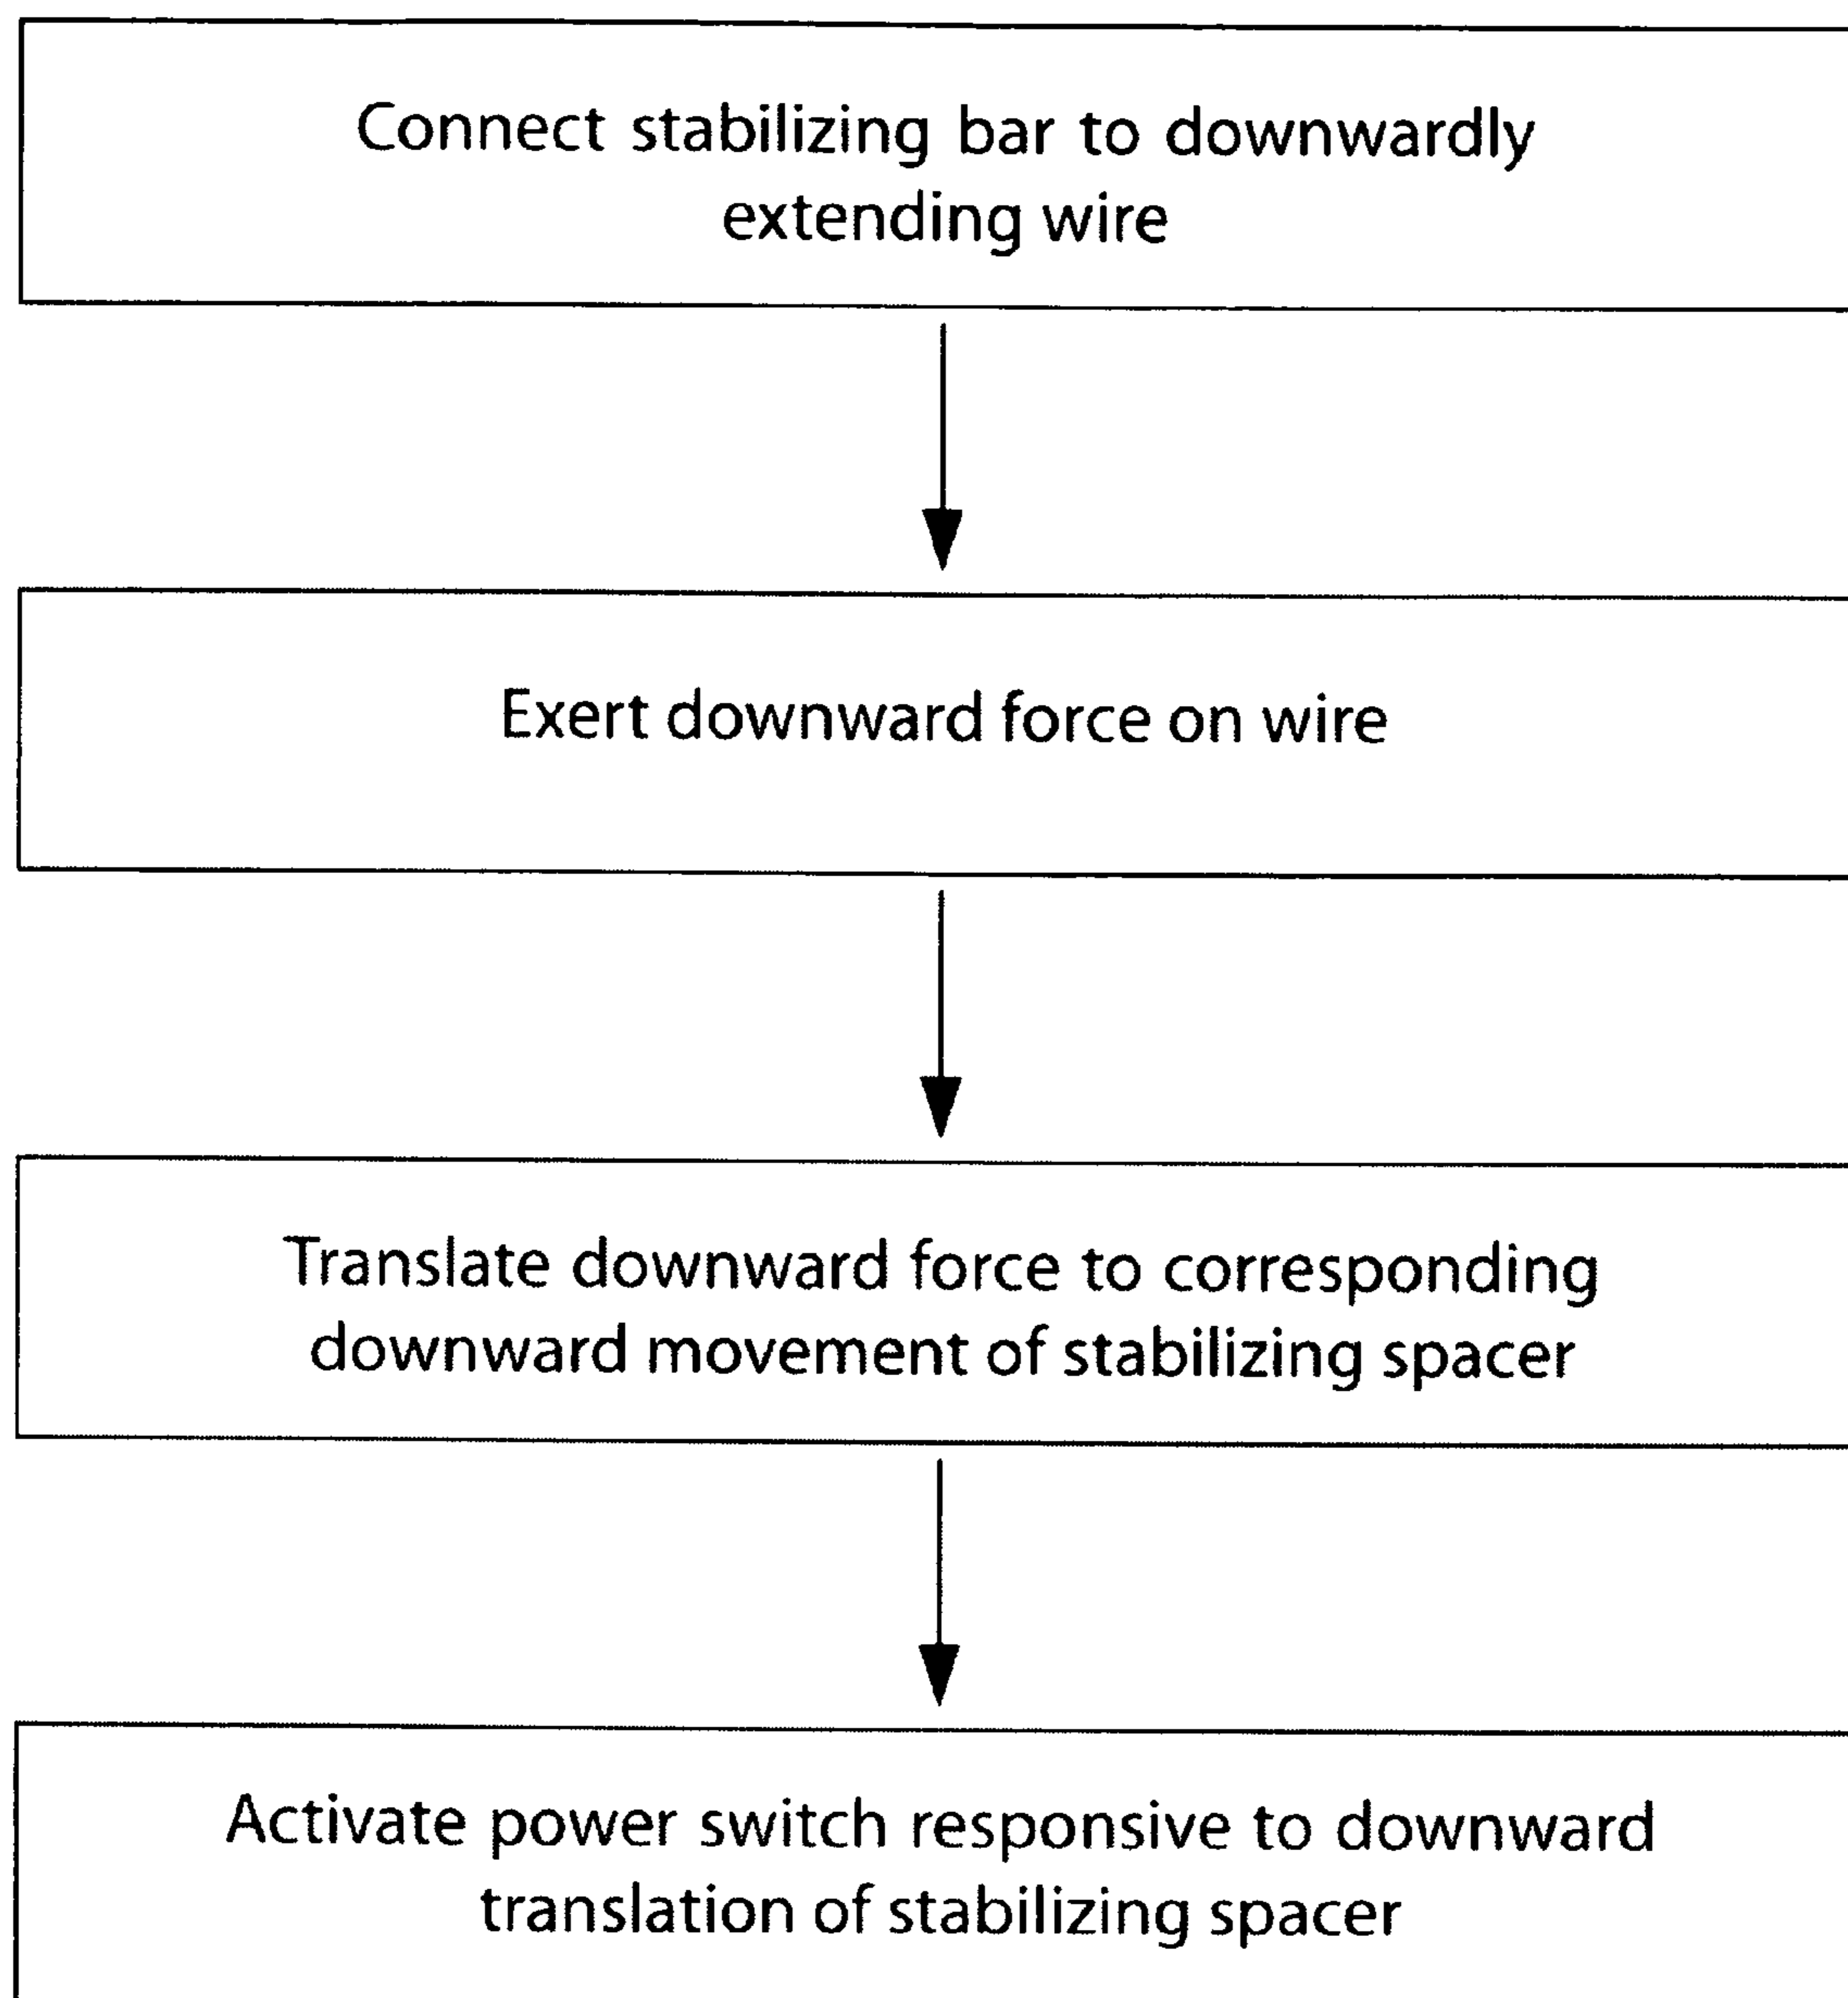 Connect stabilizing bar to downwardly
extending wire
Exert downward force on wire
Translate downward force to corresponding
downward movement of stabilizing spacer
Activate power switch responsive to downward
translation of stabilizing spacer